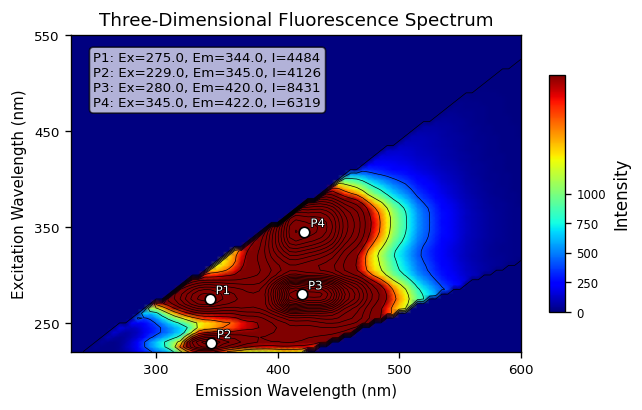 Three-Dimensional Fluorescence Spectrum
550
450
350
250
Excitation Wavelength (nm)
P1: Ex=275.0, Em=344.0, I=4484
P2: Ex=229.0, Em=345.0, I=4126
P3: Ex=280.0, Em=420.0, I=8431
P4: Ex=345.0, Em=422.0, I=6319
P4
P1
P3
P2
300
400
500
600
Emission Wavelength (nm)
1000
750
500
250
0
Intensity